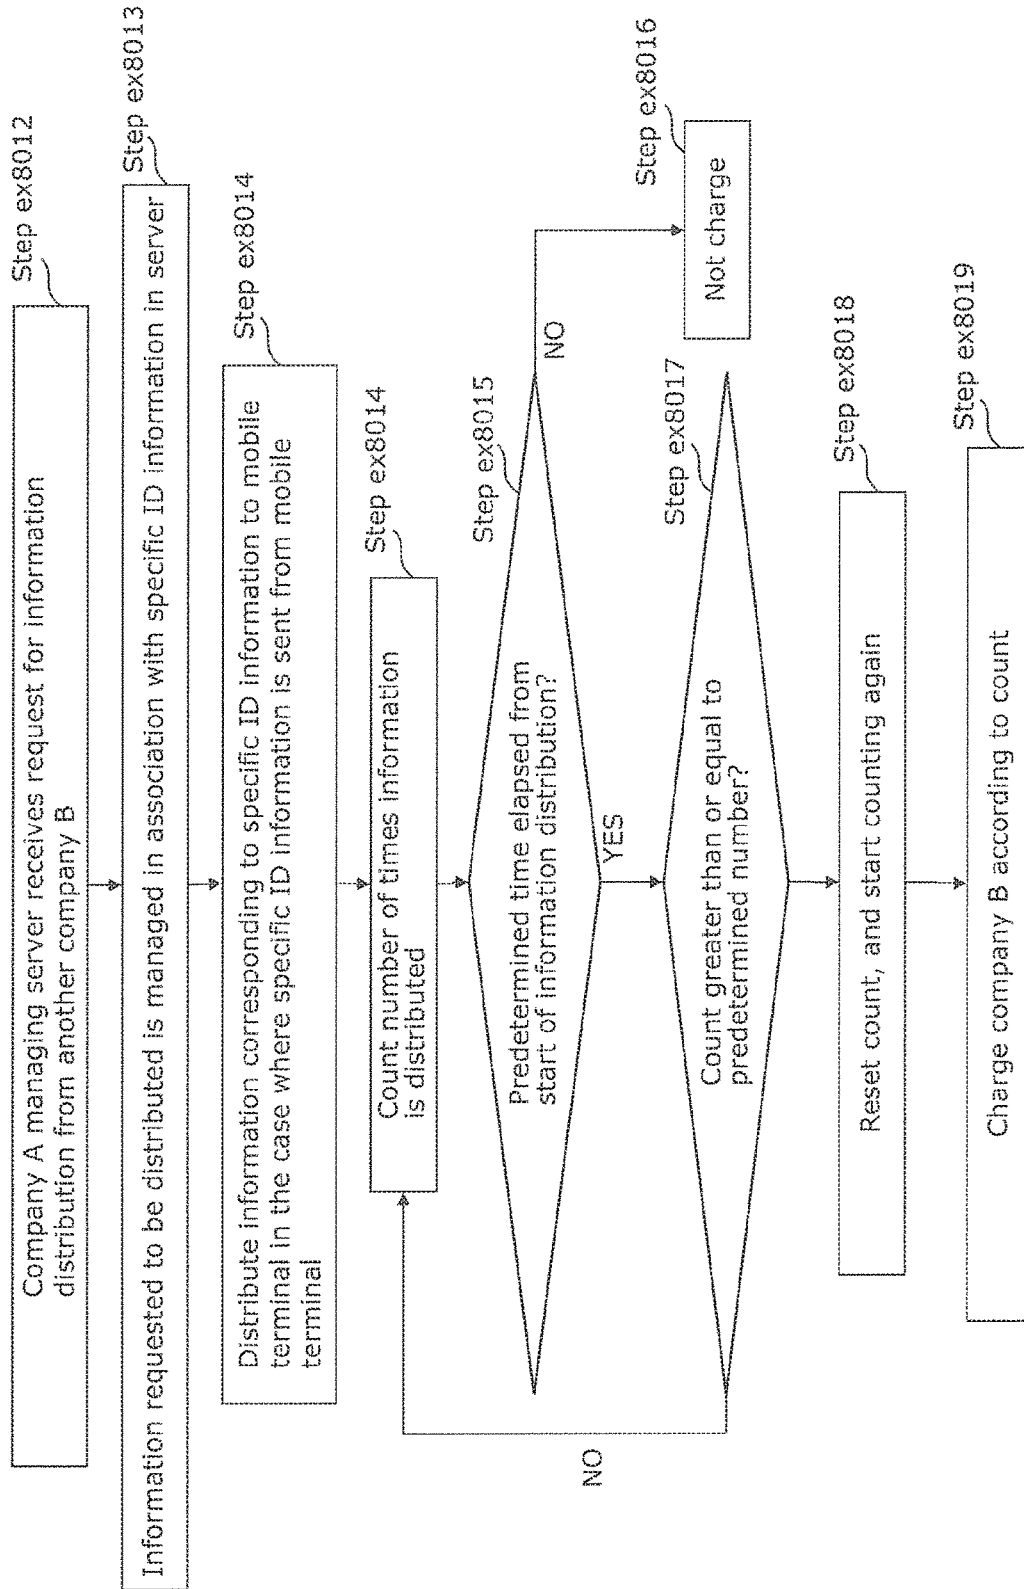 Step ex8012
Company A managing server receives request for information
distribution from another company B
Step ex8013
Information requested to be distributed is managed in association with specific ID information in server
Step ex8014
Distribute information corresponding to specific ID information to mobile
terminal in the case where specific ID information is sent from mobile
terminal
Step ex8014
Count number of times information
is distributed
Step ex8015
Predetermined time elapsed from
start of information distribution?
NO
YES
Step ex8016
Not charge
Step ex8017
Count greater than or equal to
predetermined number?
NO
Step ex8018
Reset count, and start counting again
Step ex8019
Charge company B according to count